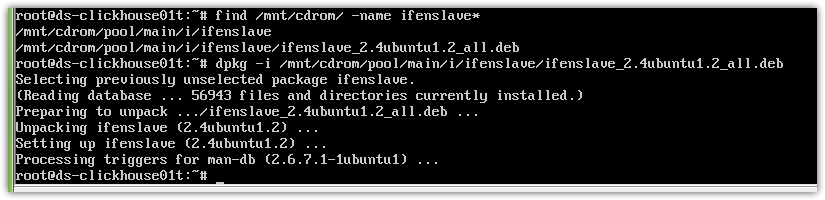 root@ds-clickhouse01t:~# find /mnt/cdrom/ -name ifenslave*
/mnt/cdrom/pool/main/i/ifenslave
/mnt/cdrom/pool/main/i/ifenslave/ifenslave_2.4ubuntu1.2_all.deb
root@ds-clickhouse01t:~# dpkg -i /mnt/cdrom/pool/main/i/ifenslave/ifenslave_2.4ubuntu1.2_all.deb
Selecting previously unselected package ifenslave.
(Reading database ... 56943 files and directories currently installed.)
Preparing to unpack .../ifenslave_2.4ubuntu1.2_all.deb ...
Unpacking ifenslave (2.4ubuntu1.2) ...
Setting up ifenslave (2.4ubuntu1.2) ...
Processing triggers for man-db (2.6.7.1-1ubuntu1) ...
root@ds-clickhouse01t:~# _